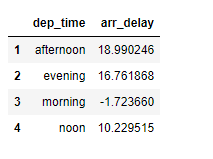 dep_time arr_delay
1 afternoon 18.990246
2 evening 16.761868
3 morning -1.723660
4 noon 10.229515